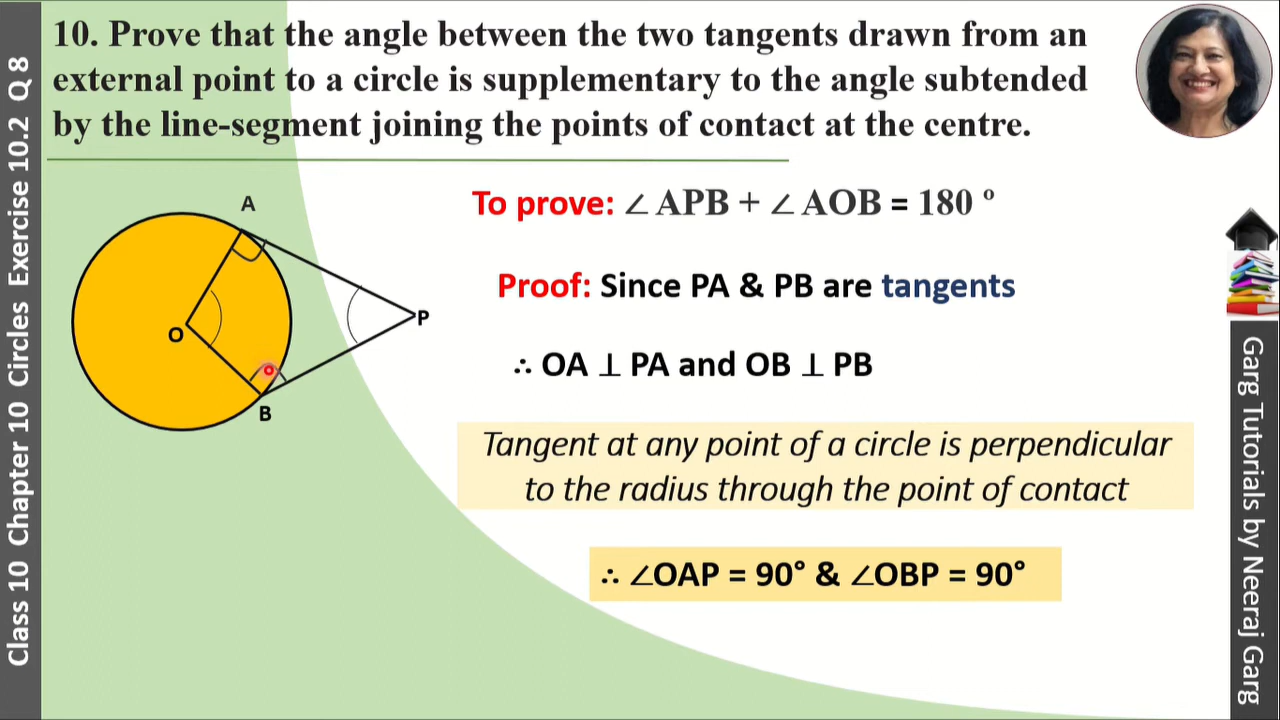 10. Prove that the angle between the two tangents drawn from an
external point to a circle is supplementary to the angle subtended
by the line-segment joining the points of contact at the centre.
Class 10 Chapter 10 Circles Exercise 10.2 Q 8
A
O
P
B
To prove: ∠APB + ∠AOB = 180 º
Proof: Since PA & PB are tangents
∴ OA ⊥ PA and OB ⊥ PB
Tangent at any point of a circle is perpendicular
to the radius through the point of contact
∴ ∠OAP = 90° & ∠OBP = 90°
Garg Tutorials by Neeraj Garg